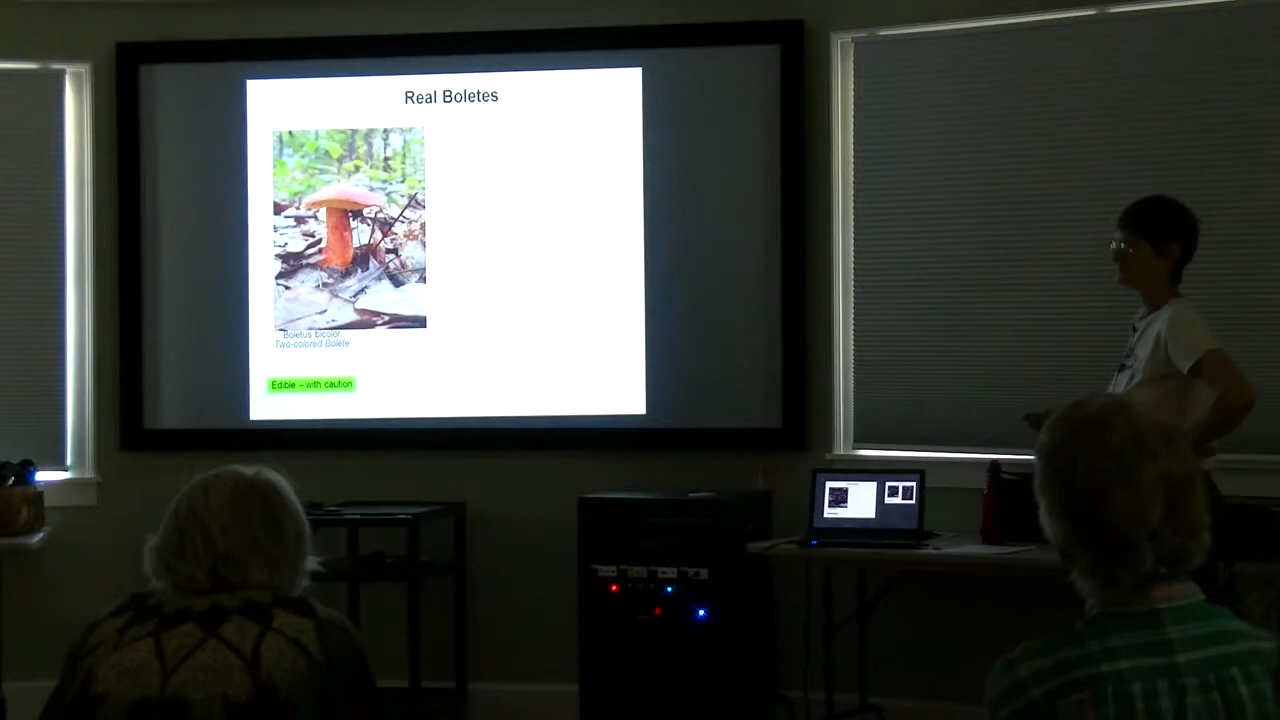 Real Boletes
Boletus bicolor
Two-colored Bolete
Edible – with caution